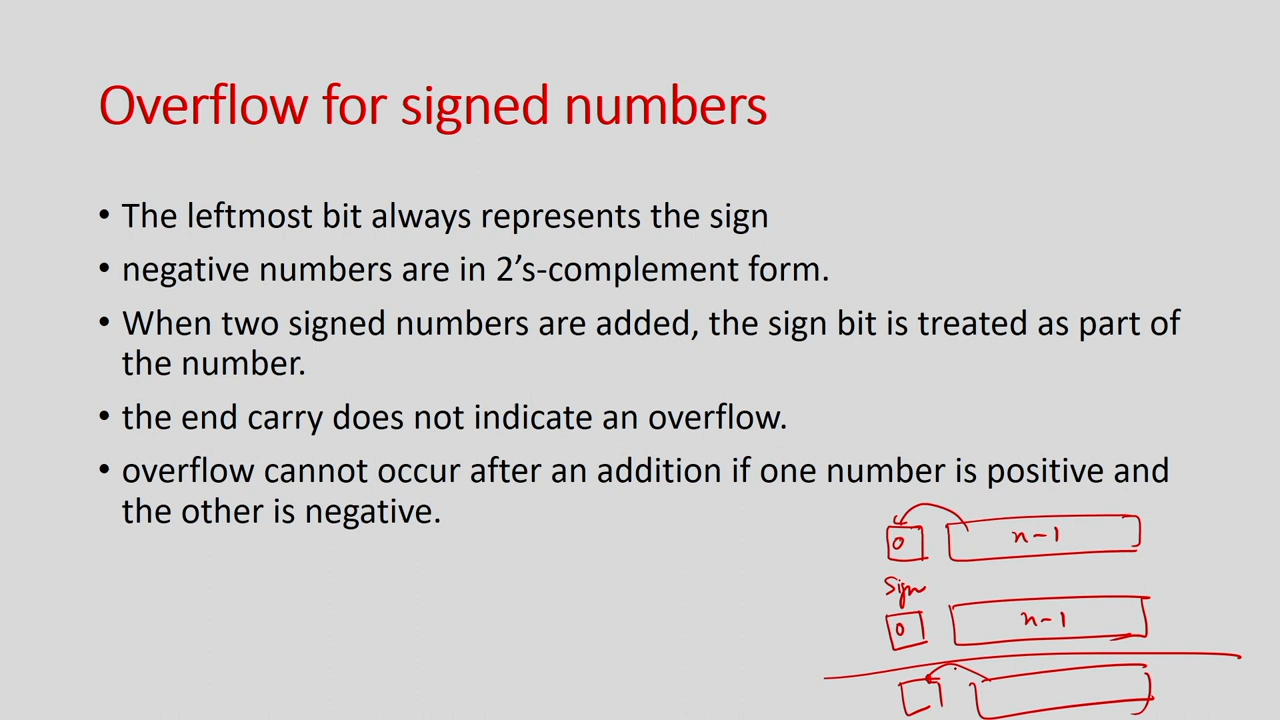 Overflow for signed numbers
• The leftmost bit always represents the sign
• negative numbers are in 2’s-complement form.
• When two signed numbers are added, the sign bit is treated as part of
the number.
• the end carry does not indicate an overflow.
• overflow cannot occur after an addition if one number is positive and
the other is negative.
0 n-1
Sign
0 n-1